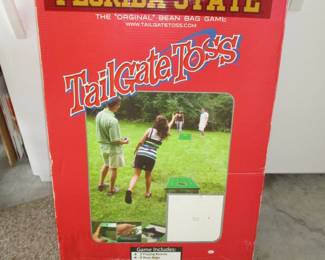 FLORIDA STATE
THE "ORIGINAL" BEAN BAG GAME
WWW.TAILGATETOSS.COM
TailGateToss
Game Includes: